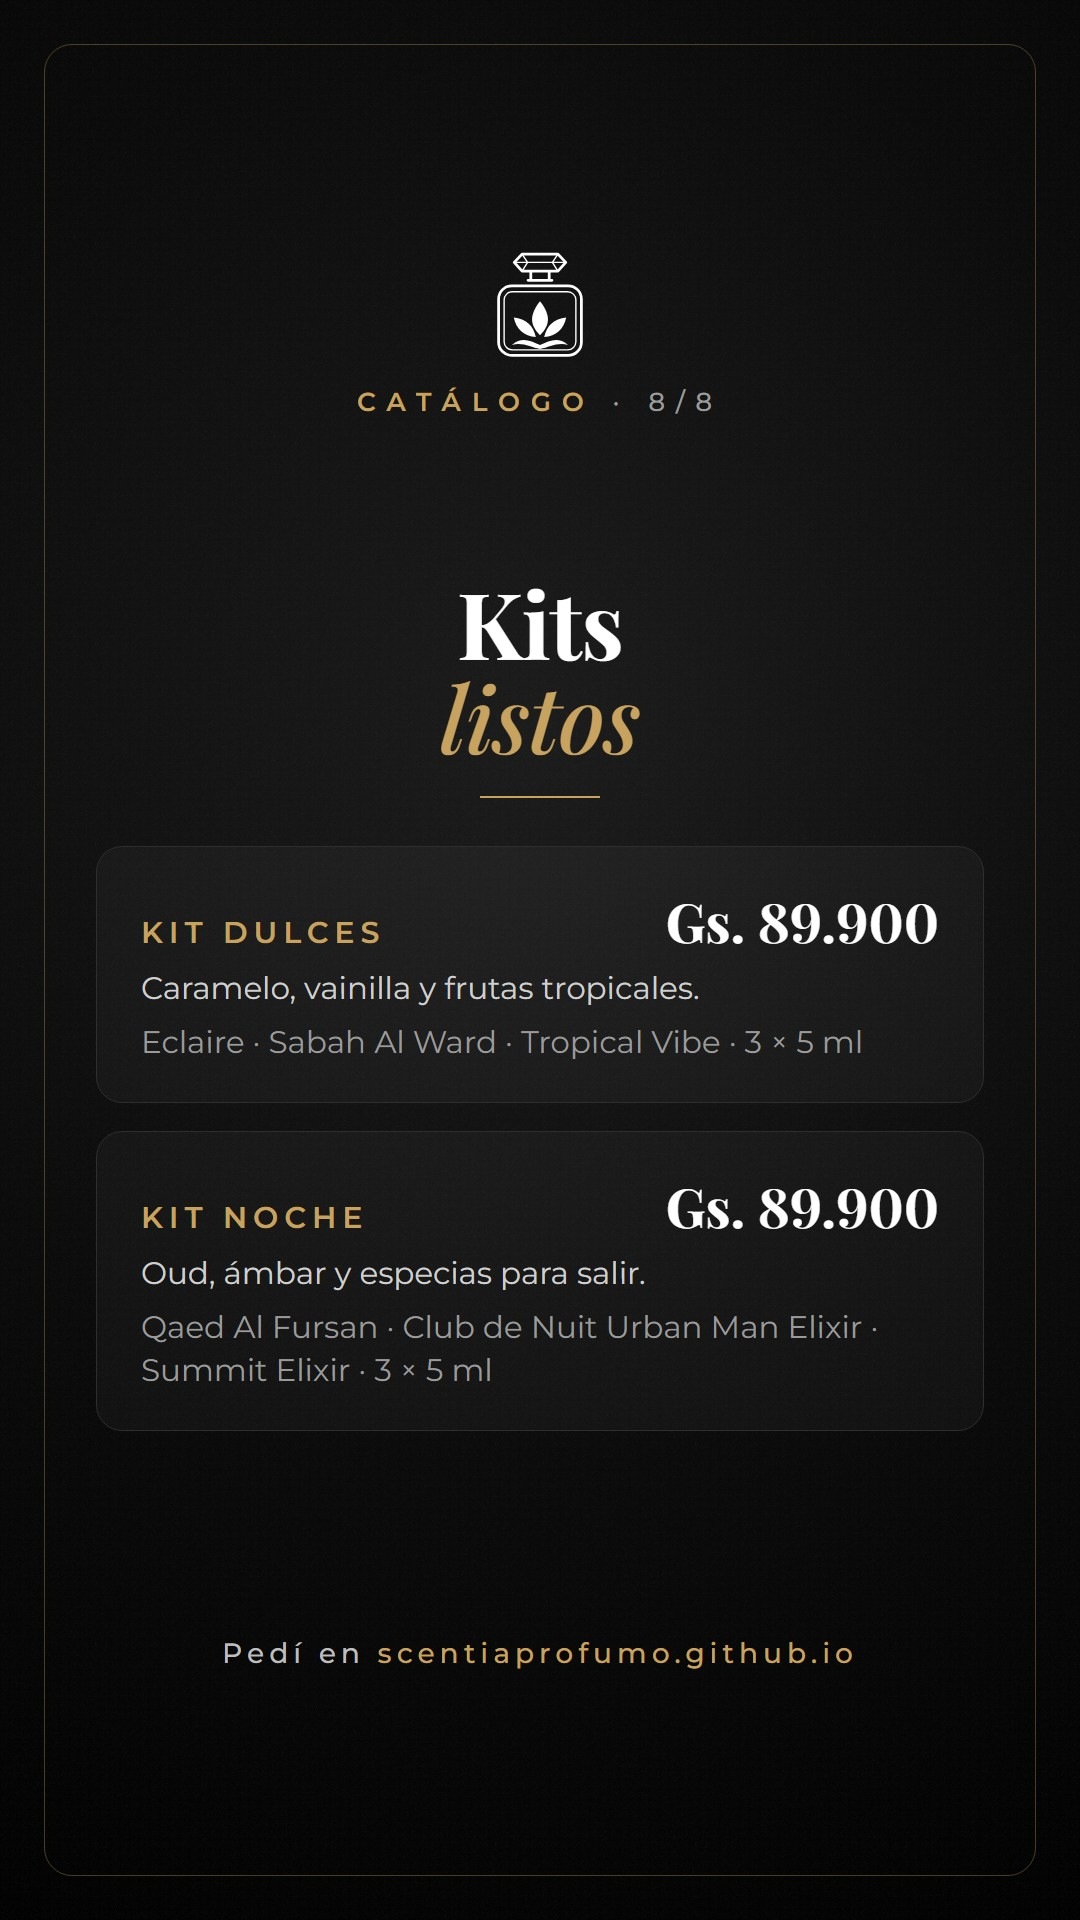 CATÁLOGO · 8/8
Kits
listos
KIT DULCES Gs. 89.900
Caramelo, vainilla y frutas tropicales.
Eclaire · Sabah Al Ward · Tropical Vibe · 3 × 5 ml
KIT NOCHE Gs. 89.900
Oud, ámbar y especias para salir.
Qaed Al Fursan · Club de Nuit Urban Man Elixir ·
Summit Elixir · 3 × 5 ml
Pedí en scentiaprofumo.github.io